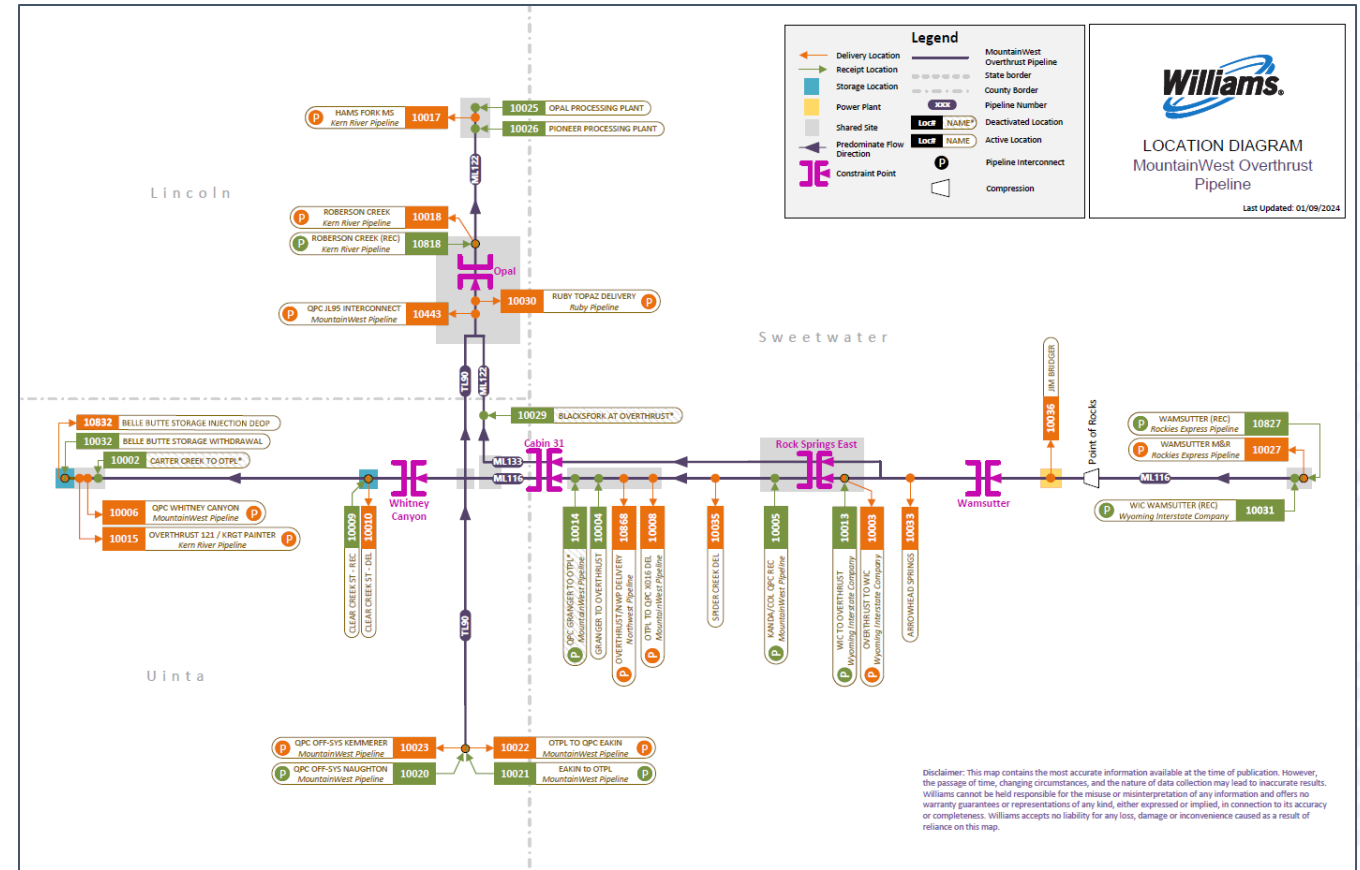 Legend
Delivery Location
Receipt Location
Storage Location
Power Plant
Shared Site
Predominate Flow
Direction
Constraint Point
MountainWest
Overthrust Pipeline
State border
County Border
xxx
Pipeline Number
Loc# NAME*
Deactivated Location
Loc# NAME
Active Location
P
Pipeline Interconnect
Compression
Williams.
LOCATION DIAGRAM
MountainWest Overthrust
Pipeline
Last Updated: 01/09/2024
P HAMS FORK MS 10017
Kern River Pipeline
10025 OPAL PROCESSING PLANT
10026 PIONEER PROCESSING PLANT
ML122
Lincoln
P ROBERSON CREEK 10018
Kern River Pipeline
P ROBERSON CREEK (REC) 10818
Kern River Pipeline
Opal
10030 RUBY TOPAZ DELIVERY P
Ruby Pipeline
P QPC JL95 INTERCONNECT 10443
MountainWest Pipeline
Sweetwater
TL90
ML122
10029 BLACKSFORK AT OVERTHRUST*
Cabin 31
ML133
ML116
Rock Springs East
Wamsutter
10036 JIM BRIDGER
Point of Rocks
ML116
P WAMSUTTER (REC) 10827
Rockies Express Pipeline
P WAMSUTTER M&R 10027
Rockies Express Pipeline
P WIC WAMSUTTER (REC) 10031
Wyoming Interstate Company
10832 BELLE BUTTE STORAGE INJECTION DEOP
10032 BELLE BUTTE STORAGE WITHDRAWAL
10002 CARTER CREEK TO OTPL*
10006 QPC WHITNEY CANYON P
MountainWest Pipeline
10015 OVERTHRUST 121 / KRGT PAINTER P
Kern River Pipeline
Whitney
Canyon
10009 CLEAR CREEK ST - REC
10010 CLEAR CREEK ST - DEL
10014 QPC GRANGER TO OTPL* P
MountainWest Pipeline
10004 GRANGER TO OVERTHRUST
10868 OVERTHRUST/NWP DELIVERY P
Northwest Pipeline
10008 OTPL TO QPC X016 DEL P
MountainWest Pipeline
10035 SPIDER CREEK DEL
10005 KANDA/COL QPC REC P
MountainWest Pipeline
10013 WIC TO OVERTHRUST P
Wyoming Interstate Company
10003 OVERTHRUST TO WIC P
Wyoming Interstate Company
10033 ARROWHEAD SPRINGS
TL90
Uinta
P QPC OFF-SYS KEMMERER 10023
MountainWest Pipeline
P QPC OFF-SYS NAUGHTON 10020
MountainWest Pipeline
10022 OTPL TO QPC EAKIN P
MountainWest Pipeline
10021 EAKIN to OTPL P
MountainWest Pipeline
Disclaimer: This map contains the most accurate information available at the time of publication. However,
the passage of time, changing circumstances, and the nature of data collection may lead to inaccurate results.
Williams cannot be held responsible for the misuse or misinterpretation of any information and offers no
warranty guarantees or representations of any kind, either expressed or implied, in connection to its accuracy
or completeness. Williams accepts no liability for any loss, damage or inconvenience caused as a result of
reliance on this map.